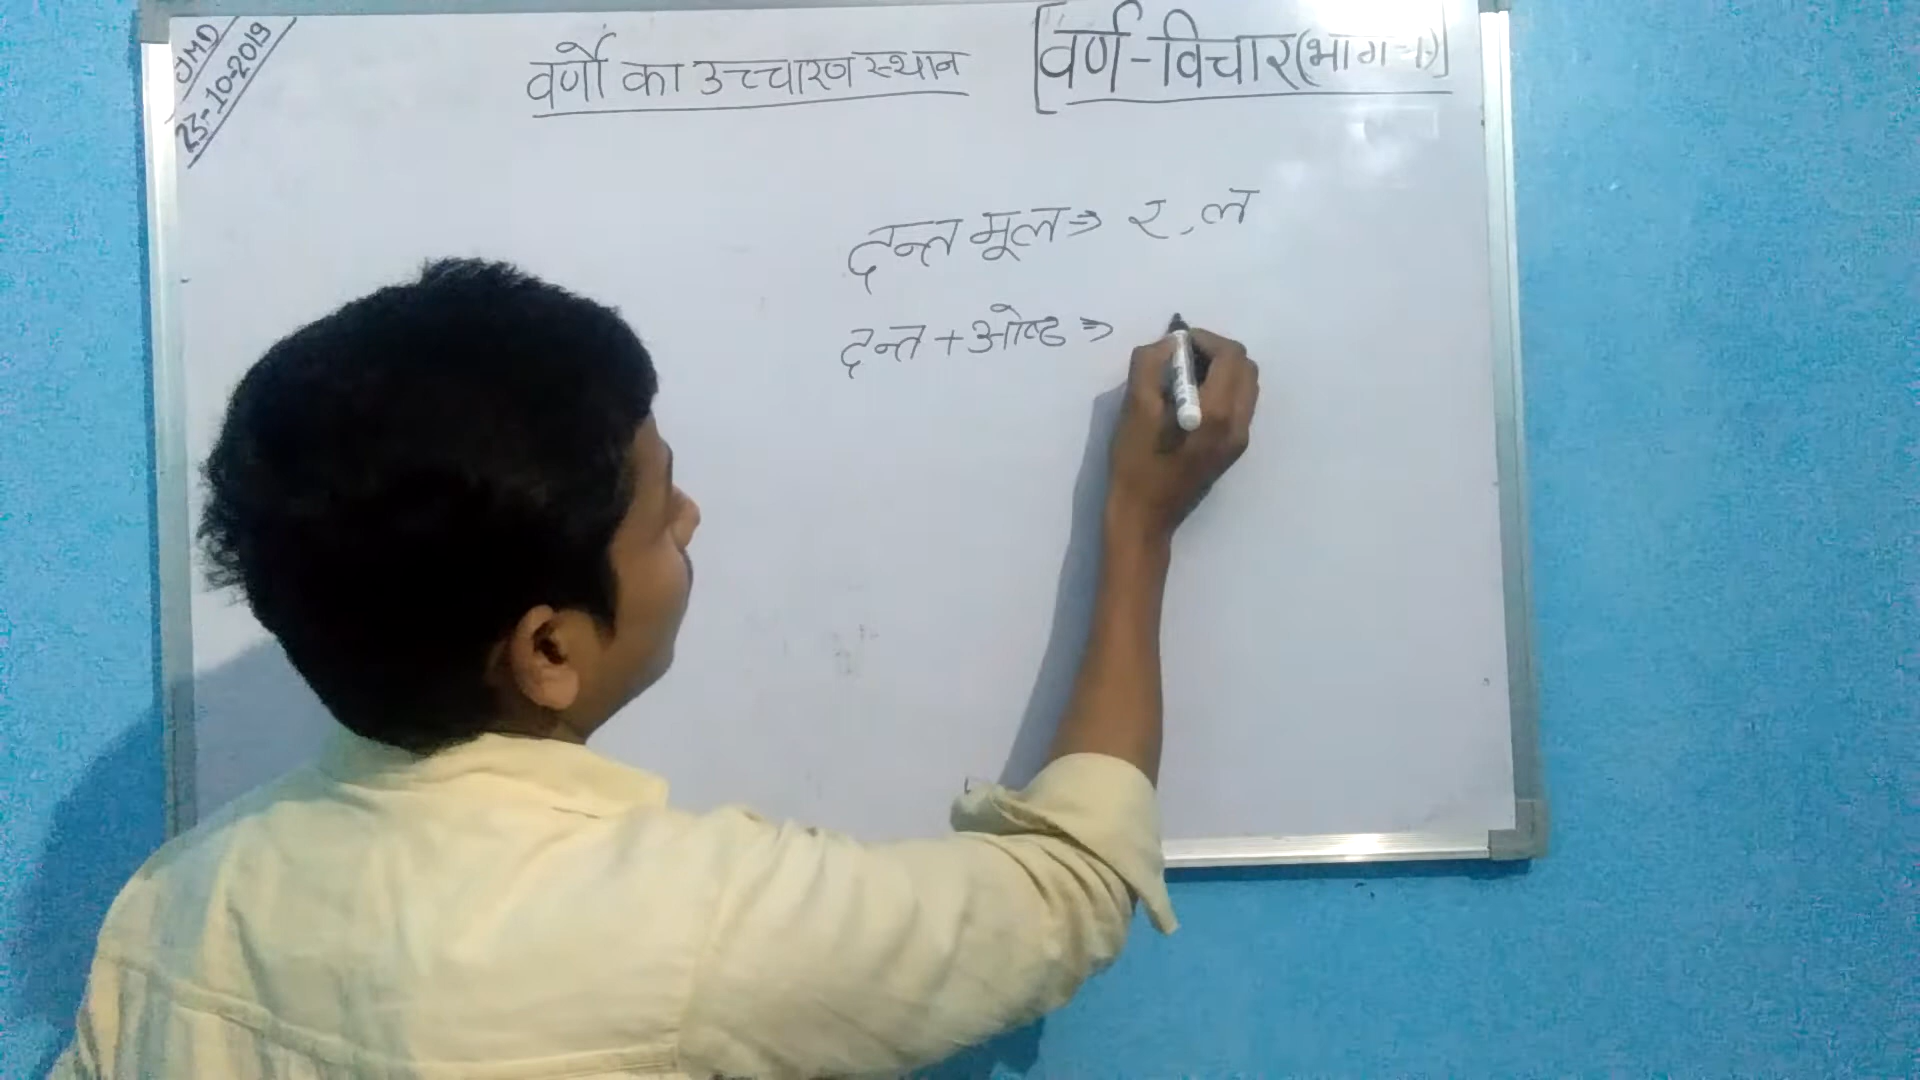 JMD
23-10-2019
वर्णों का उच्चारण स्थान
[वर्ण-विचार(भाग-1)]
दन्त मूल ⇒ र, ल
दन्त + ओष्ठ ⇒